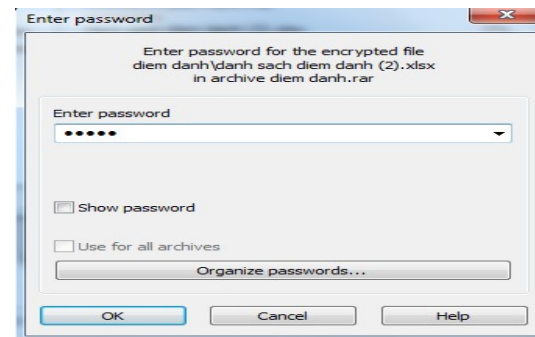 Enter password
Enter password for the encrypted file
diem danh\danh sach diem danh (2).xlsx
in archive diem danh.rar
Enter password
•••••
Show password
Use for all archives
Organize passwords...
OK
Cancel
Help